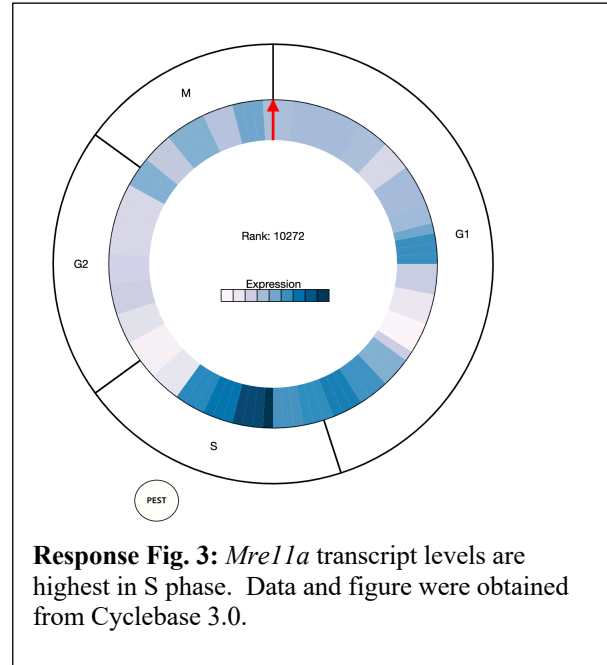 M
G1
Rank: 10272
G2
Expression
S
PEST
Response Fig. 3: Mre11a transcript levels are
highest in S phase. Data and figure were obtained
from Cyclebase 3.0.